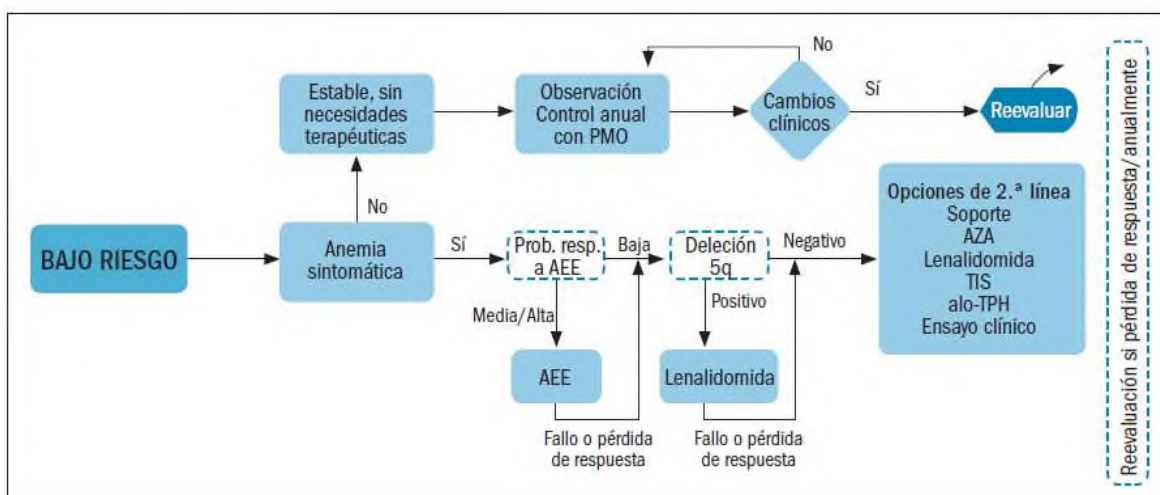 No
Estable, sin
necesidades
terapéuticas
Observación
Control anual
con PMO
Cambios
clínicos
Sí
Reevaluar
No
BAJO RIESGO
Anemia
sintomática
Sí
Prob. resp.
a AEE
Baja
Deleción
5q
Negativo
Opciones de 2.ª línea
Soporte
AZA
Lenalidomida
TIS
alo-TPH
Ensayo clínico
Media/Alta
Positivo
AEE
Lenalidomida
Fallo o pérdida
de respuesta
Fallo o pérdida
de respuesta
Reevaluación si pérdida de respuesta/anualmente